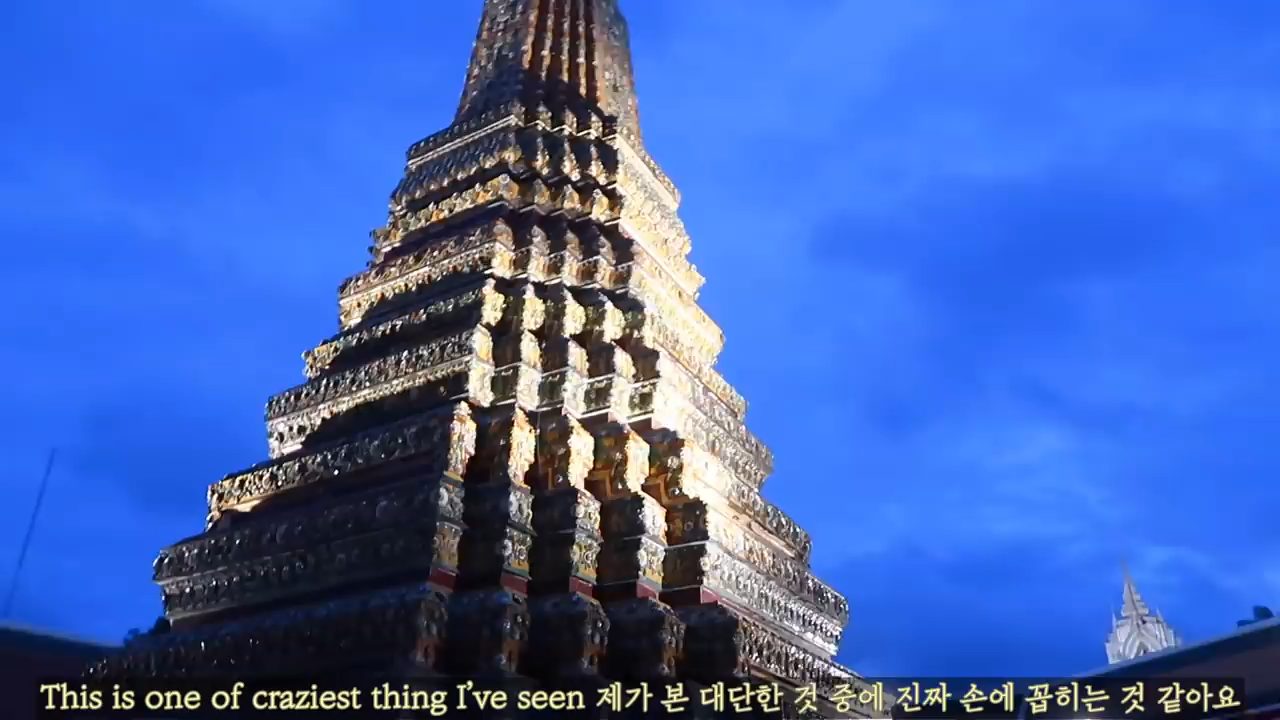 This is one of craziest thing I've seen 제가 본 대단한 것 중에 진짜 손에 꼽히는 것 같아요